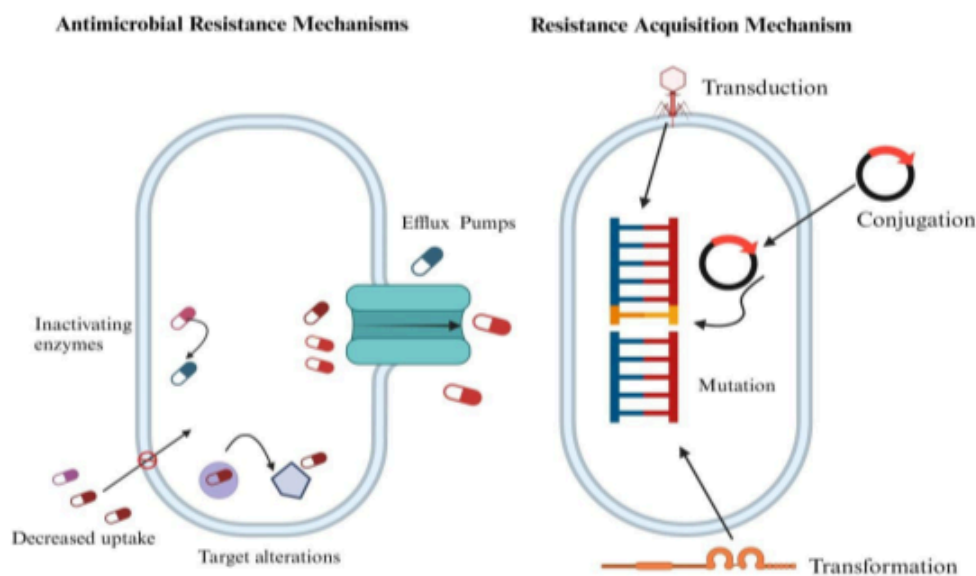 Antimicrobial Resistance Mechanisms
Resistance Acquisition Mechanism
Transduction
Efflux Pumps
Conjugation
Inactivating
enzymes
Mutation
Decreased uptake
Target alterations
Transformation